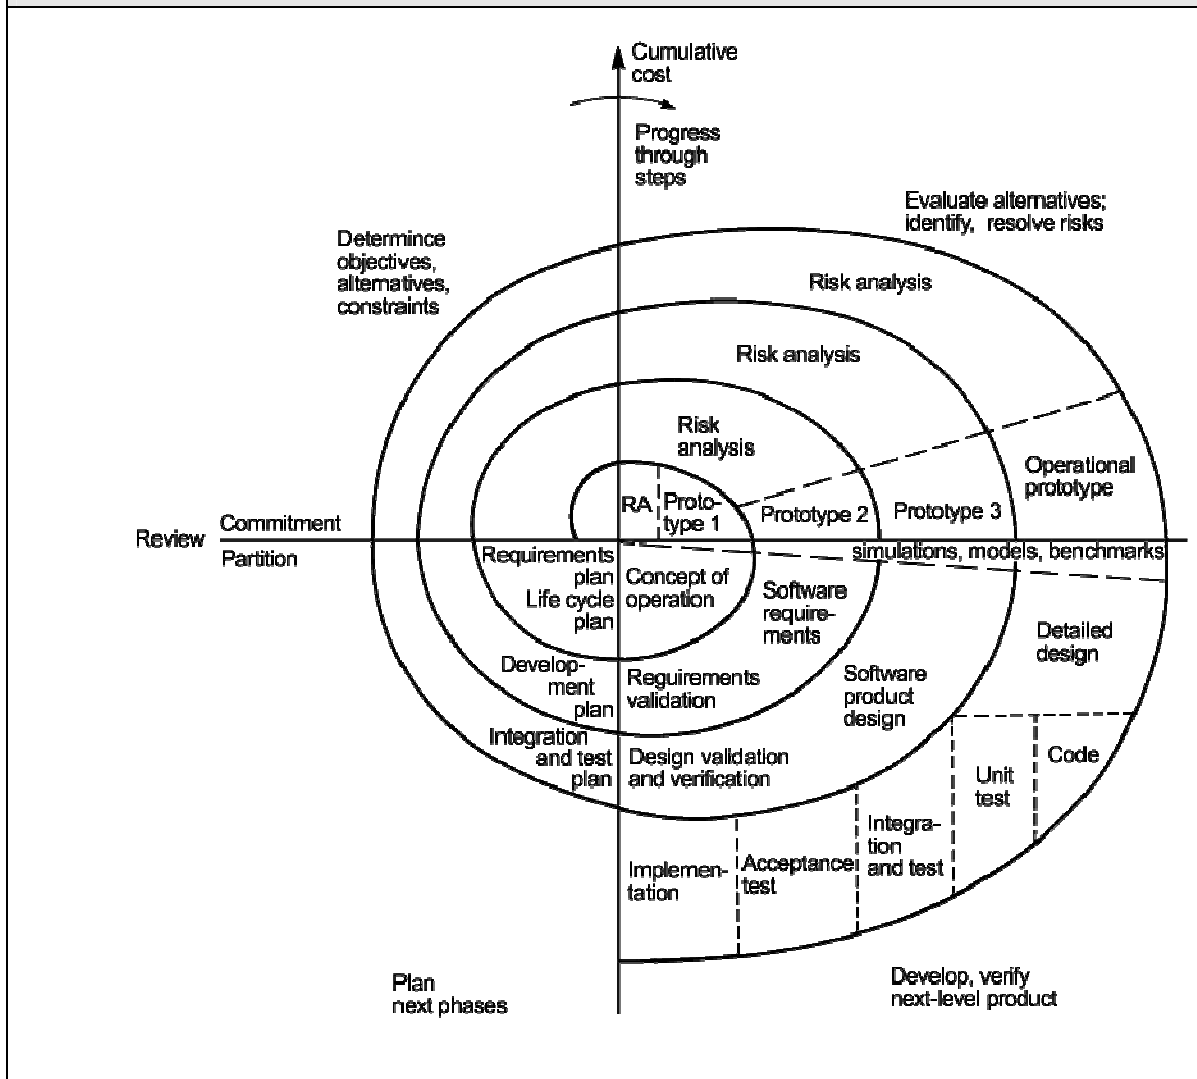 Cumulative
cost
Progress
through
steps
Evaluate alternatives;
identify, resolve risks
Determince
objectives,
alternatives,
constraints
Risk analysis
Risk analysis
Risk
analysis
Operational
prototype
RA
Proto-
type 1
Prototype 2
Prototype 3
Review
Commitment
Partition
simulations, models, benchmarks
Requirements
plan
Life cycle
plan
Concept of
operation
Software
require-
ments
Detailed
design
Develop-
ment
plan
Reguirements
validation
Software
product
design
Integration
and test
plan
Design validation
and verification
Code
Unit
test
Integra-
tion
and test
Acceptance
test
Implemen-
tation
Plan
next phases
Develop, verify
next-level product